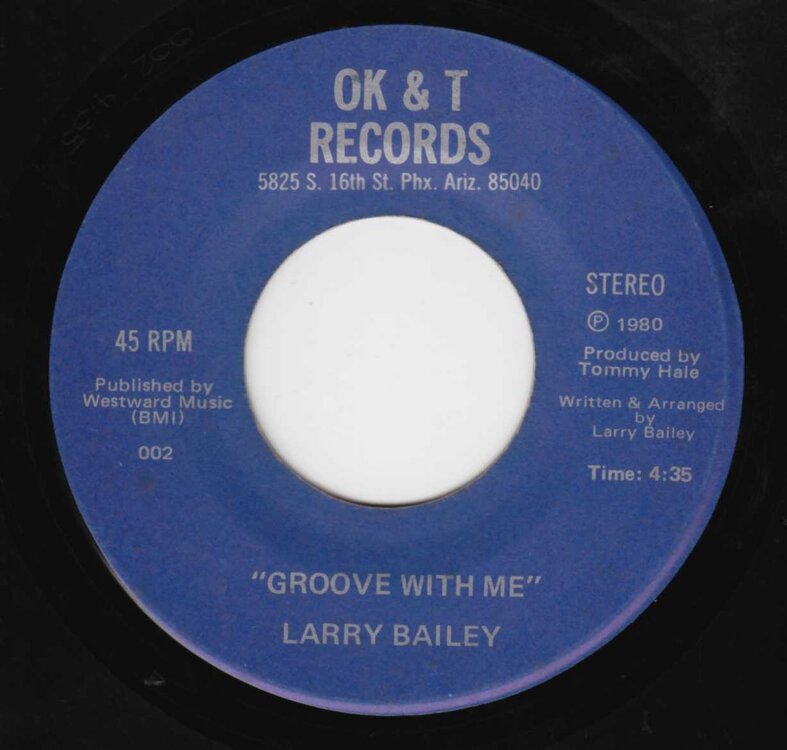 OK & T
RECORDS
5825 S. 16th St. Phx. Ariz. 85040
45 RPM
Published by
Westward Music
(BMI)
002
STEREO
Ⓟ 1980
Produced by
Tommy Hale
Written & Arranged
by
Larry Bailey
Time: 4:35
"GROOVE WITH ME"
LARRY BAILEY